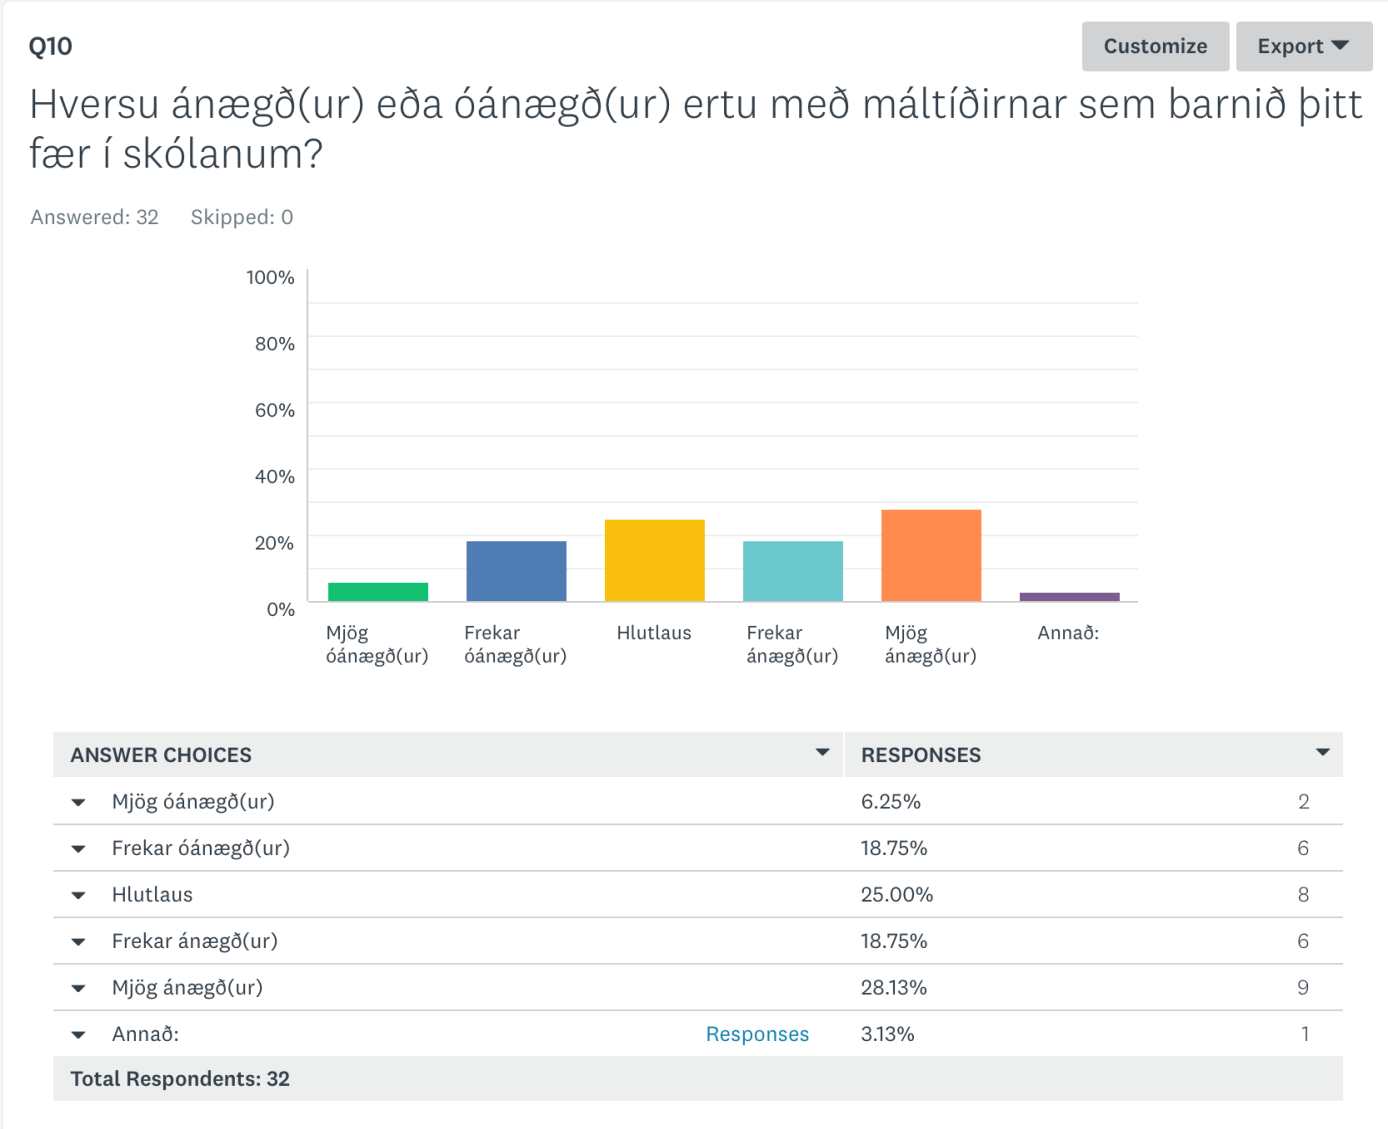 Q10
Customize
Export
Hversu ánægð(ur) eða óánægð(ur) ertu með máltíðirnar sem barnið þitt
fær í skólanum?
Answered: 32 Skipped: 0
100%
80%
60%
40%
20%
0%
Mjög
óánægð(ur)
Frekar
óánægð(ur)
Hlutlaus
Frekar
ánægð(ur)
Mjög
ánægð(ur)
Annað:
ANSWER CHOICES RESPONSES
Mjög óánægð(ur) 6.25% 2
Frekar óánægð(ur) 18.75% 6
Hlutlaus 25.00% 8
Frekar ánægð(ur) 18.75% 6
Mjög ánægð(ur) 28.13% 9
Annað: Responses 3.13% 1
Total Respondents: 32